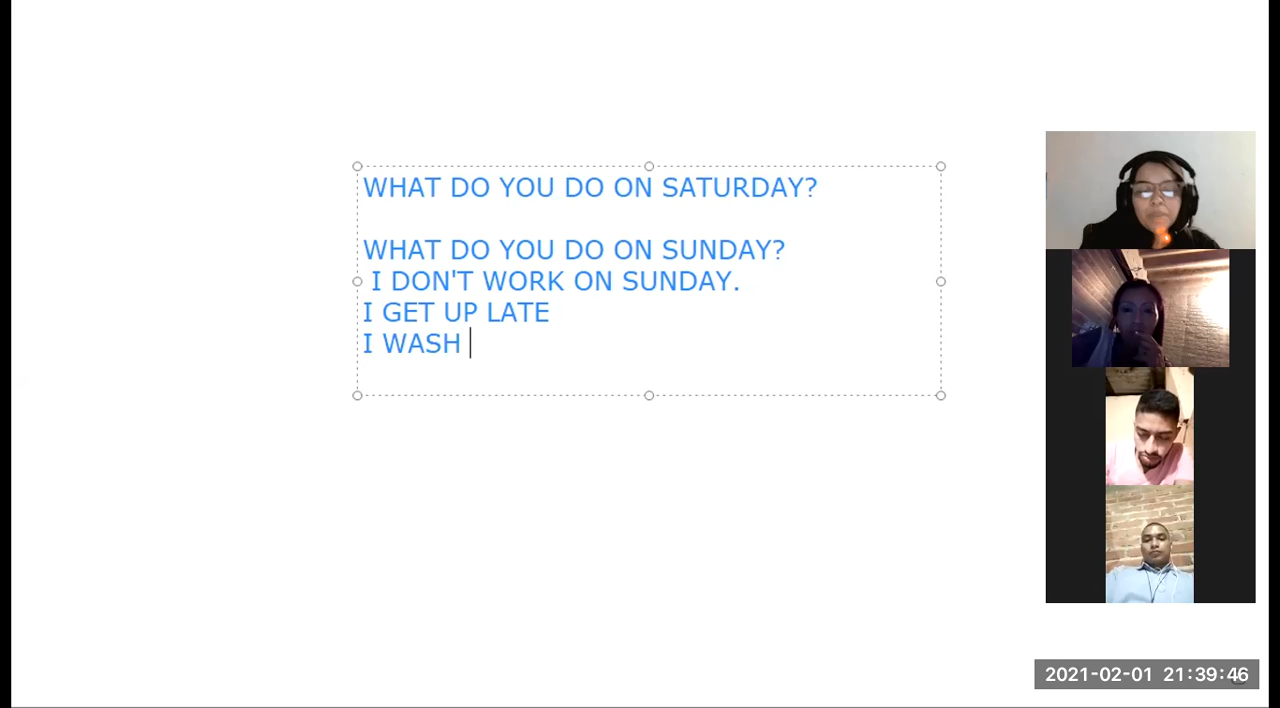 WHAT DO YOU DO ON SATURDAY?
WHAT DO YOU DO ON SUNDAY?
I DON'T WORK ON SUNDAY.
I GET UP LATE
I WASH
2021-02-01 21:39:46